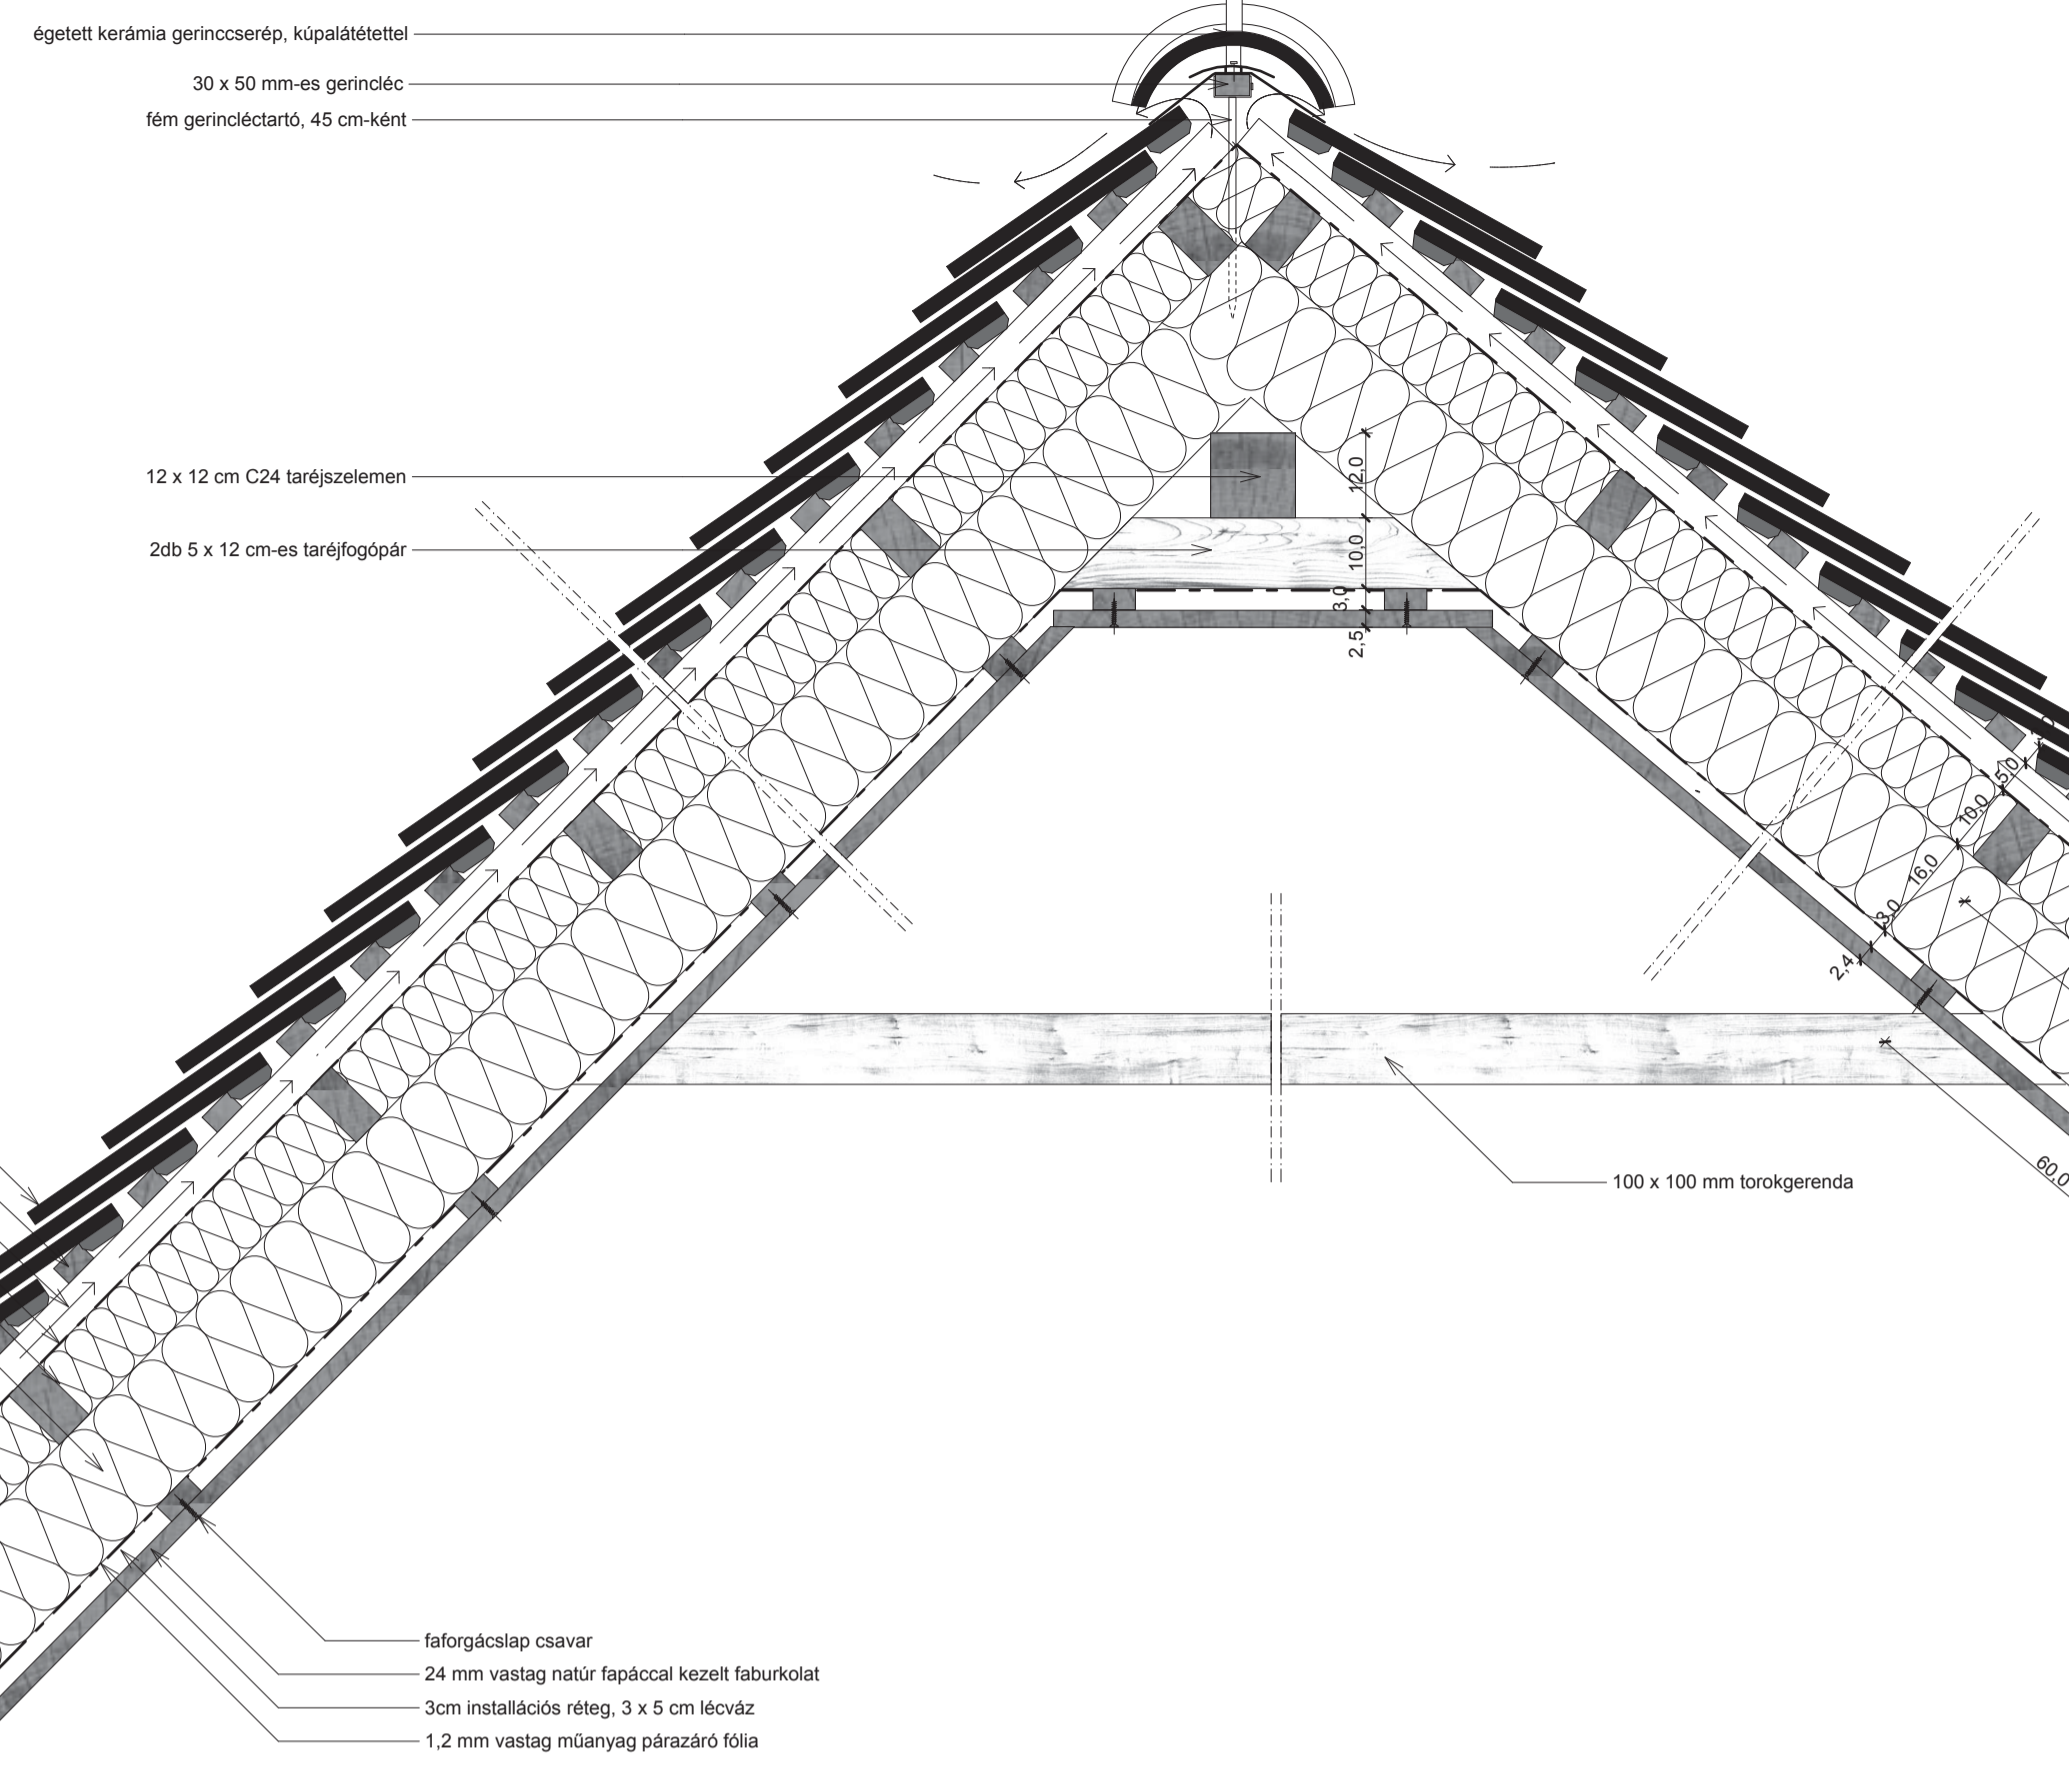 égetett kerámia gerinccserép, kúpalátétettel
30 x 50 mm-es gerincléc
fém gerincléctartó, 45 cm-ként
12 x 12 cm C24 taréjszelemen
2db 5 x 12 cm-es taréjfogópár
12,0
10,0
3,0
2,5
5,0
10,0
16,0
3,0
2,4
60,0
100 x 100 mm torokgerenda
faforgácslap csavar
24 mm vastag natúr fapáccal kezelt faburkolat
3cm installációs réteg, 3 x 5 cm lécváz
1,2 mm vastag műanyag párazáró fólia